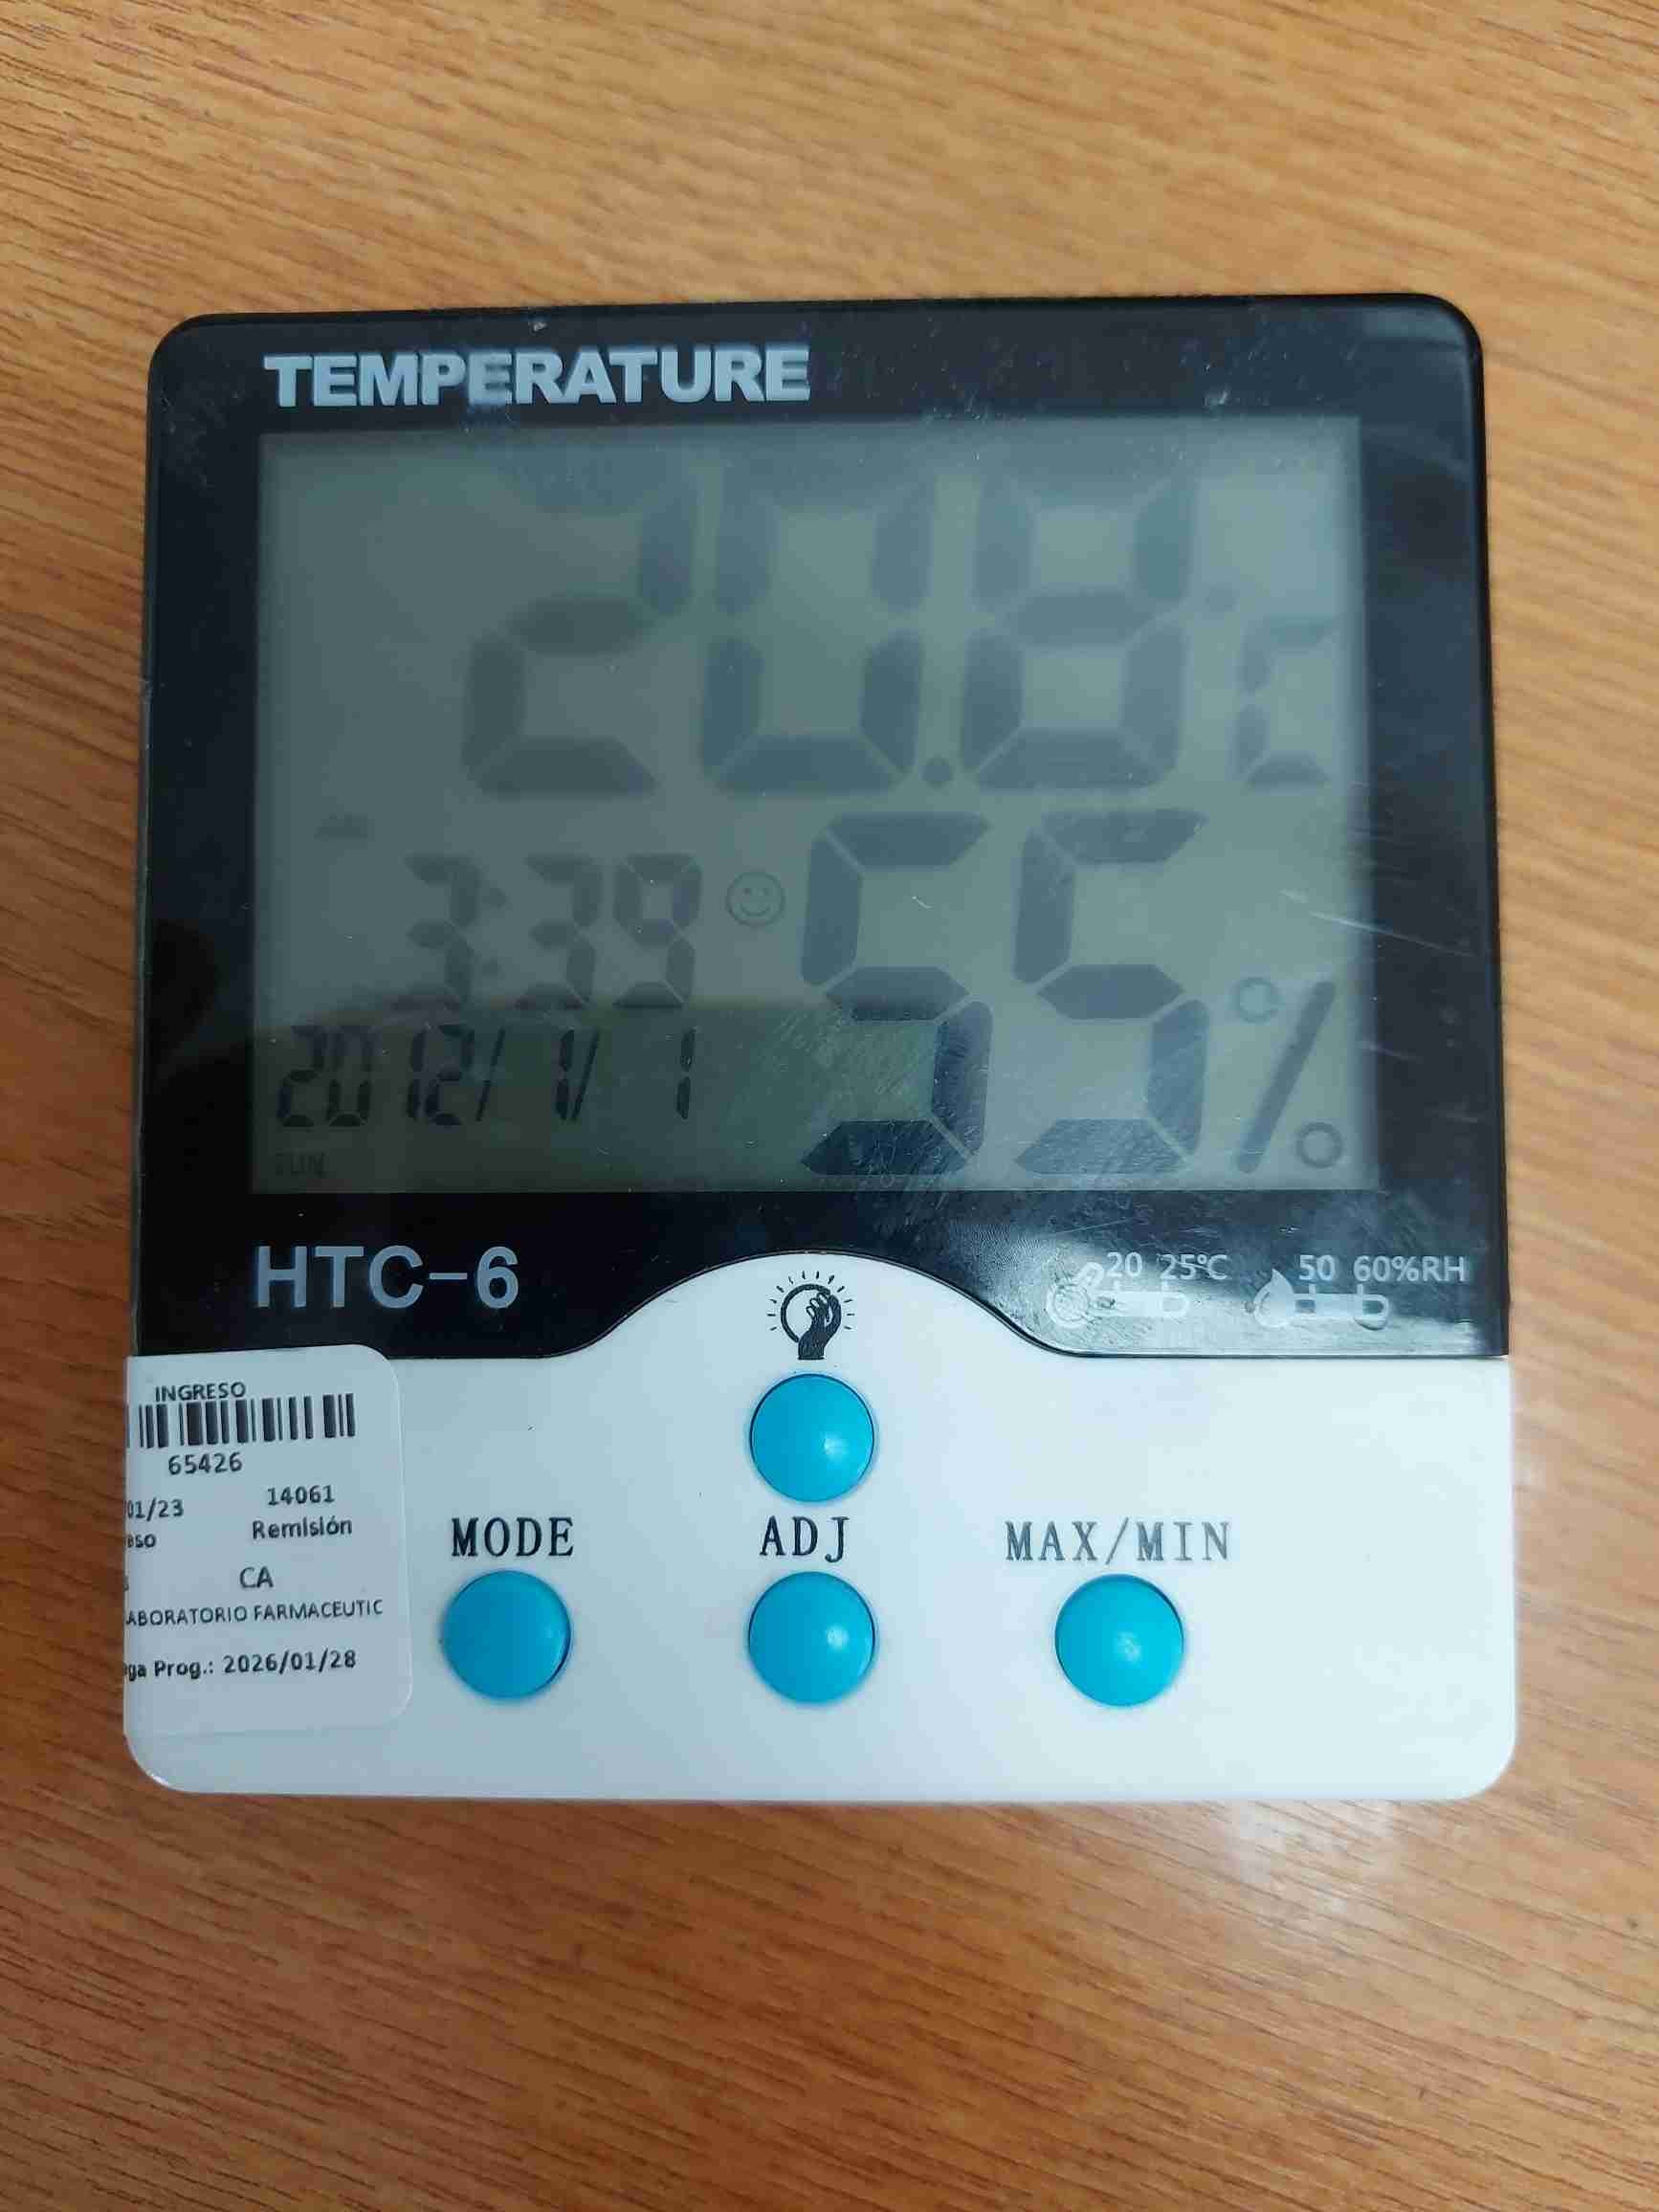 TEMPERATURE
20.8 °C
3:39
55 %
2012/ 1/ 1
SUN
HTC-6
20 25°C 50 60%RH
INGRESO
65426
01/23 14061
eso Remisión
CA
ABORATORIO FARMACEUTIC
ga Prog.: 2026/01/28
MODE ADJ MAX/MIN